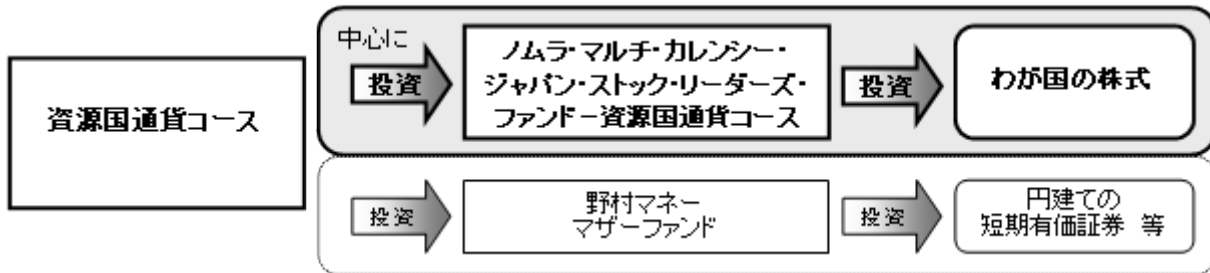 資源国通貨コース
中心に
投資
ノムラ・マルチ・カレンシー・
ジャパン・ストック・リーダーズ・
ファンド－資源国通貨コース
投資
わが国の株式
投資
野村マネー
マザーファンド
投資
円建ての
短期有価証券 等